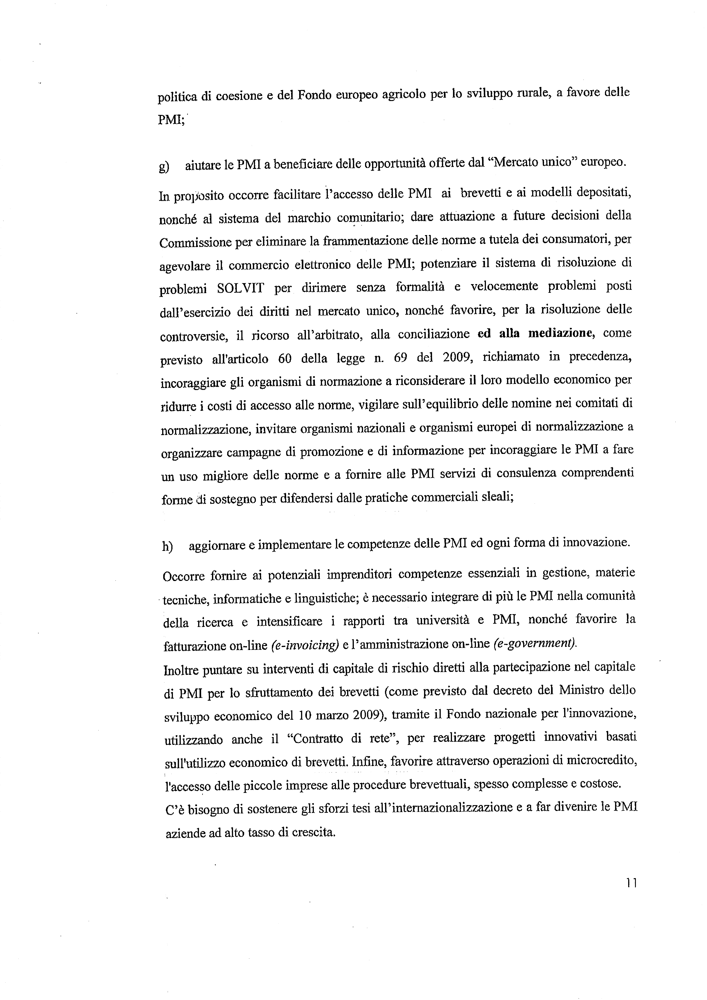 politica di coesione e del Fondo europeo agricolo per lo sviluppo rurale, a favore delle
PMI;
g) aiutare le PMI a beneficiare delle opportunità offerte dal “Mercato unico” europeo.
In proposito occorre facilitare l’accesso delle PMI ai brevetti e ai modelli depositati,
nonché al sistema del marchio comunitario; dare attuazione a future decisioni della
Commissione per eliminare la frammentazione delle norme a tutela dei consumatori, per
agevolare il commercio elettronico delle PMI; potenziare il sistema di risoluzione di
problemi SOLVIT per dirimere senza formalità e velocemente problemi posti
dall’esercizio dei diritti nel mercato unico, nonché favorire, per la risoluzione delle
controversie, il ricorso all’arbitrato, alla conciliazione ed alla mediazione, come
previsto all'articolo 60 della legge n. 69 del 2009, richiamato in precedenza,
incoraggiare gli organismi di normazione a riconsiderare il loro modello economico per
ridurre i costi di accesso alle norme, vigilare sull’equilibrio delle nomine nei comitati di
normalizzazione, invitare organismi nazionali e organismi europei di normalizzazione a
organizzare campagne di promozione e di informazione per incoraggiare le PMI a fare
un uso migliore delle norme e a fornire alle PMI servizi di consulenza comprendenti
forme di sostegno per difendersi dalle pratiche commerciali sleali;
h) aggiornare e implementare le competenze delle PMI ed ogni forma di innovazione.
Occorre fornire ai potenziali imprenditori competenze essenziali in gestione, materie
tecniche, informatiche e linguistiche; è necessario integrare di più le PMI nella comunità
della ricerca e intensificare i rapporti tra università e PMI, nonché favorire la
fatturazione on-line (e-invoicing) e l’amministrazione on-line (e-government).
Inoltre puntare su interventi di capitale di rischio diretti alla partecipazione nel capitale
di PMI per lo sfruttamento dei brevetti (come previsto dal decreto del Ministro dello
sviluppo economico del 10 marzo 2009), tramite il Fondo nazionale per l'innovazione,
utilizzando anche il “Contratto di rete”, per realizzare progetti innovativi basati
sull'utilizzo economico di brevetti. Infine, favorire attraverso operazioni di microcredito,
l'accesso delle piccole imprese alle procedure brevettuali, spesso complesse e costose.
C’è bisogno di sostenere gli sforzi tesi all’internazionalizzazione e a far divenire le PMI
aziende ad alto tasso di crescita.
11